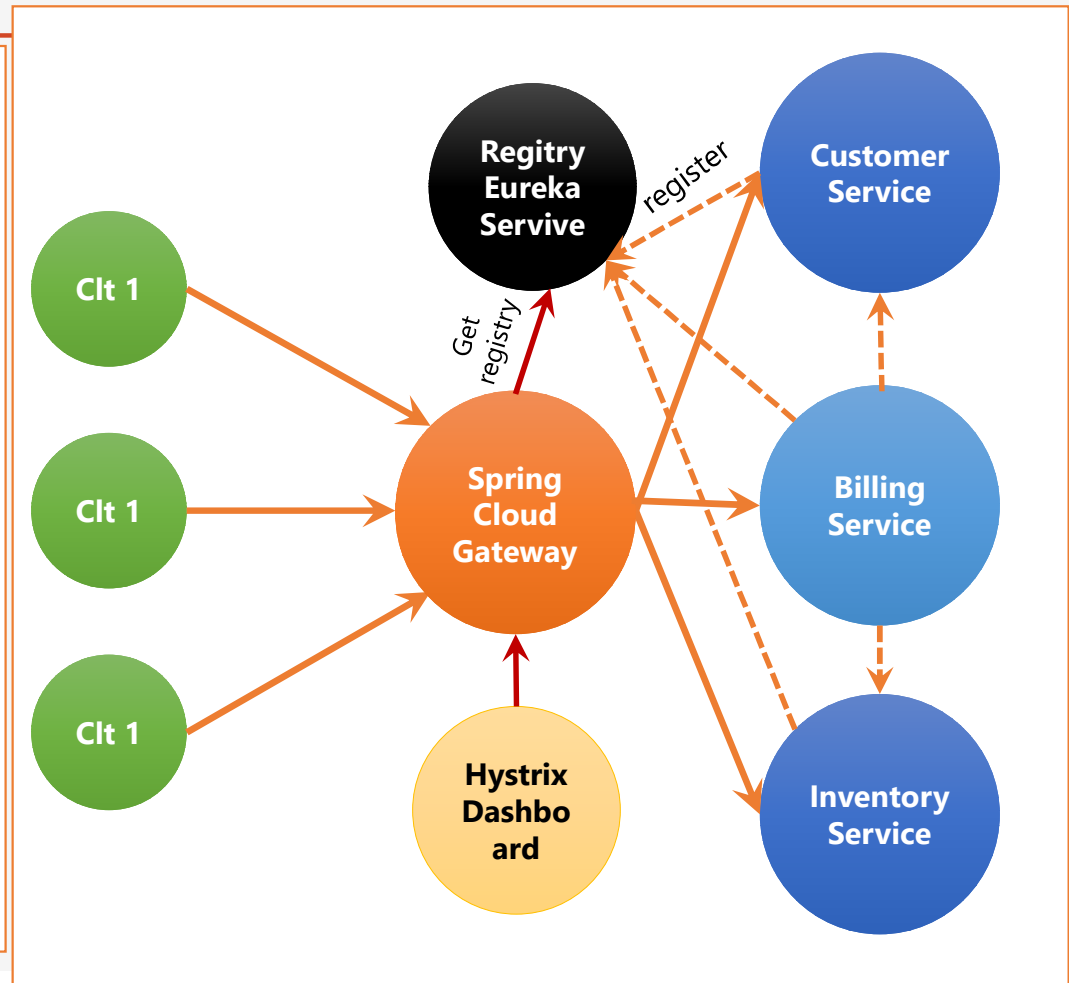 Regitry
Eureka
Servive
register
Customer
Service
Clt 1
Get
registry
Clt 1
Spring
Cloud
Gateway
Billing
Service
Clt 1
Hystrix
Dashbo
ard
Inventory
Service